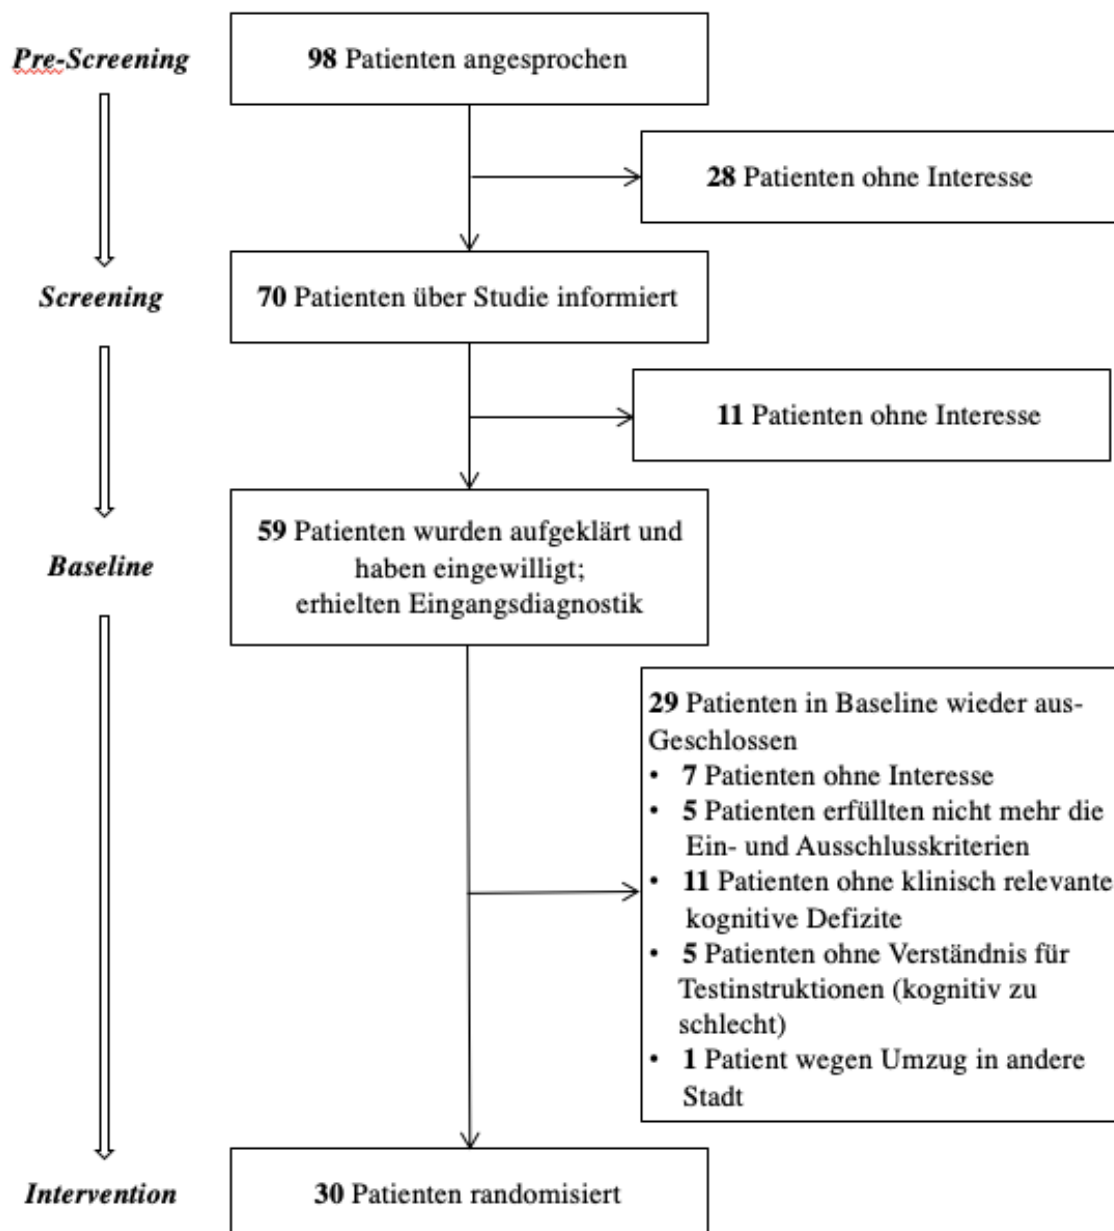 Pre-Screening
98 Patienten angesprochen
28 Patienten ohne Interesse
Screening
70 Patienten über Studie informiert
11 Patienten ohne Interesse
Baseline
59 Patienten wurden aufgeklärt und
haben eingewilligt;
erhielten Eingangsdiagnostik
29 Patienten in Baseline wieder aus-
Geschlossen
• 7 Patienten ohne Interesse
• 5 Patienten erfüllten nicht mehr die
Ein- und Ausschlusskriterien
• 11 Patienten ohne klinisch relevante
kognitive Defizite
• 5 Patienten ohne Verständnis für
Testinstruktionen (kognitiv zu
schlecht)
• 1 Patient wegen Umzug in andere
Stadt
Intervention
30 Patienten randomisiert